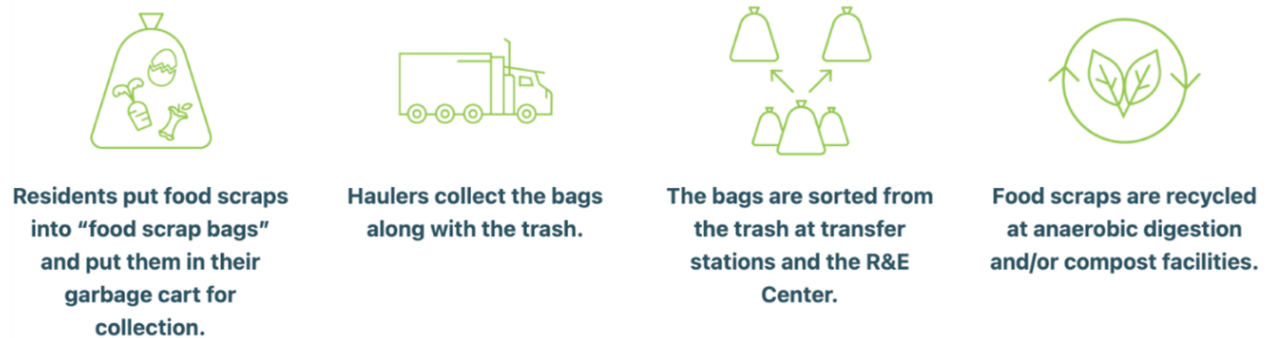 Residents put food scraps
into “food scrap bags”
and put them in their
garbage cart for
collection.
Haulers collect the bags
along with the trash.
The bags are sorted from
the trash at transfer
stations and the R&E
Center.
Food scraps are recycled
at anaerobic digestion
and/or compost facilities.